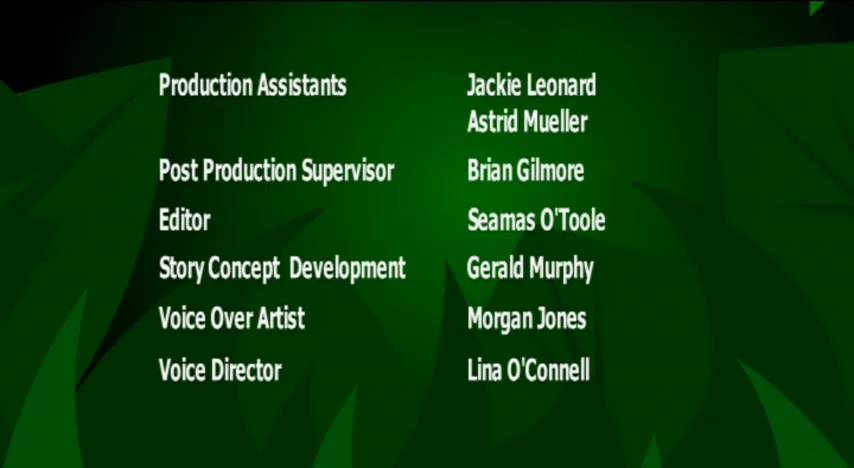 Production Assistants Jackie Leonard
Astrid Mueller
Post Production Supervisor Brian Gilmore
Editor Seamas O'Toole
Story Concept Development Gerald Murphy
Voice Over Artist Morgan Jones
Voice Director Lina O'Connell